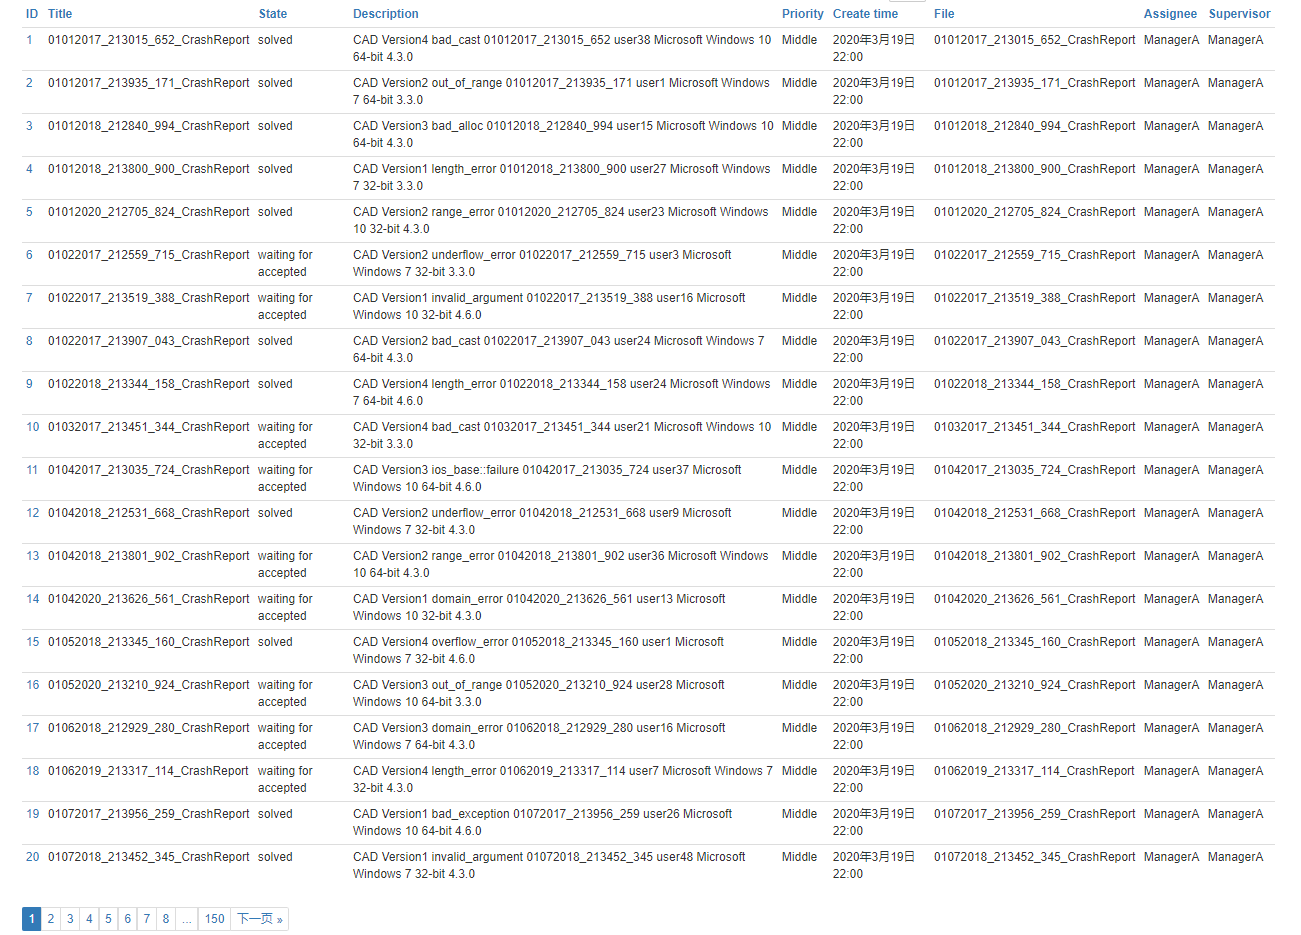 ID Title State Description Priority Create time File Assignee Supervisor
1 01012017_213015_652_CrashReport solved CAD Version4 bad_cast 01012017_213015_652 user38 Microsoft Windows 10 Middle 2020年3月19日 01012017_213015_652_CrashReport ManagerA ManagerA
64-bit 4.3.0 22:00
2 01012017_213935_171_CrashReport solved CAD Version2 out_of_range 01012017_213935_171 user1 Microsoft Windows Middle 2020年3月19日 01012017_213935_171_CrashReport ManagerA ManagerA
7 64-bit 3.3.0 22:00
3 01012018_212840_994_CrashReport solved CAD Version3 bad_alloc 01012018_212840_994 user15 Microsoft Windows 10 Middle 2020年3月19日 01012018_212840_994_CrashReport ManagerA ManagerA
64-bit 4.3.0 22:00
4 01012018_213800_900_CrashReport solved CAD Version1 length_error 01012018_213800_900 user27 Microsoft Windows Middle 2020年3月19日 01012018_213800_900_CrashReport ManagerA ManagerA
7 32-bit 3.3.0 22:00
5 01012020_212705_824_CrashReport solved CAD Version2 range_error 01012020_212705_824 user23 Microsoft Windows Middle 2020年3月19日 01012020_212705_824_CrashReport ManagerA ManagerA
10 32-bit 4.3.0 22:00
6 01022017_212559_715_CrashReport waiting for CAD Version2 underflow_error 01022017_212559_715 user3 Microsoft Middle 2020年3月19日 01022017_212559_715_CrashReport ManagerA ManagerA
accepted Windows 7 32-bit 3.3.0 22:00
7 01022017_213519_388_CrashReport waiting for CAD Version1 invalid_argument 01022017_213519_388 user16 Microsoft Middle 2020年3月19日 01022017_213519_388_CrashReport ManagerA ManagerA
accepted Windows 10 32-bit 4.6.0 22:00
8 01022017_213907_043_CrashReport solved CAD Version2 bad_cast 01022017_213907_043 user24 Microsoft Windows 7 Middle 2020年3月19日 01022017_213907_043_CrashReport ManagerA ManagerA
64-bit 4.3.0 22:00
9 01022018_213344_158_CrashReport solved CAD Version4 length_error 01022018_213344_158 user24 Microsoft Windows Middle 2020年3月19日 01022018_213344_158_CrashReport ManagerA ManagerA
7 64-bit 4.6.0 22:00
10 01032017_213451_344_CrashReport waiting for CAD Version4 bad_cast 01032017_213451_344 user21 Microsoft Windows 10 Middle 2020年3月19日 01032017_213451_344_CrashReport ManagerA ManagerA
accepted 32-bit 3.3.0 22:00
11 01042017_213035_724_CrashReport waiting for CAD Version3 ios_base::failure 01042017_213035_724 user37 Microsoft Middle 2020年3月19日 01042017_213035_724_CrashReport ManagerA ManagerA
accepted Windows 10 64-bit 4.6.0 22:00
12 01042018_212531_668_CrashReport solved CAD Version2 underflow_error 01042018_212531_668 user9 Microsoft Middle 2020年3月19日 01042018_212531_668_CrashReport ManagerA ManagerA
Windows 7 32-bit 4.3.0 22:00
13 01042018_213801_902_CrashReport waiting for CAD Version2 range_error 01042018_213801_902 user36 Microsoft Windows Middle 2020年3月19日 01042018_213801_902_CrashReport ManagerA ManagerA
accepted 10 64-bit 4.3.0 22:00
14 01042020_213626_561_CrashReport waiting for CAD Version1 domain_error 01042020_213626_561 user13 Microsoft Middle 2020年3月19日 01042020_213626_561_CrashReport ManagerA ManagerA
accepted Windows 10 32-bit 4.3.0 22:00
15 01052018_213345_160_CrashReport solved CAD Version4 overflow_error 01052018_213345_160 user1 Microsoft Middle 2020年3月19日 01052018_213345_160_CrashReport ManagerA ManagerA
Windows 7 32-bit 4.6.0 22:00
16 01052020_213210_924_CrashReport waiting for CAD Version3 out_of_range 01052020_213210_924 user28 Microsoft Middle 2020年3月19日 01052020_213210_924_CrashReport ManagerA ManagerA
accepted Windows 10 64-bit 3.3.0 22:00
17 01062018_212929_280_CrashReport waiting for CAD Version3 domain_error 01062018_212929_280 user16 Microsoft Middle 2020年3月19日 01062018_212929_280_CrashReport ManagerA ManagerA
accepted Windows 7 64-bit 4.3.0 22:00
18 01062019_213317_114_CrashReport waiting for CAD Version4 length_error 01062019_213317_114 user7 Microsoft Windows 7 Middle 2020年3月19日 01062019_213317_114_CrashReport ManagerA ManagerA
accepted 32-bit 4.3.0 22:00
19 01072017_213956_259_CrashReport solved CAD Version1 bad_exception 01072017_213956_259 user26 Microsoft Middle 2020年3月19日 01072017_213956_259_CrashReport ManagerA ManagerA
Windows 10 64-bit 4.6.0 22:00
20 01072018_213452_345_CrashReport solved CAD Version1 invalid_argument 01072018_213452_345 user48 Microsoft Middle 2020年3月19日 01072018_213452_345_CrashReport ManagerA ManagerA
Windows 7 32-bit 4.3.0 22:00
1 2 3 4 5 6 7 8 ... 150 下一页 »